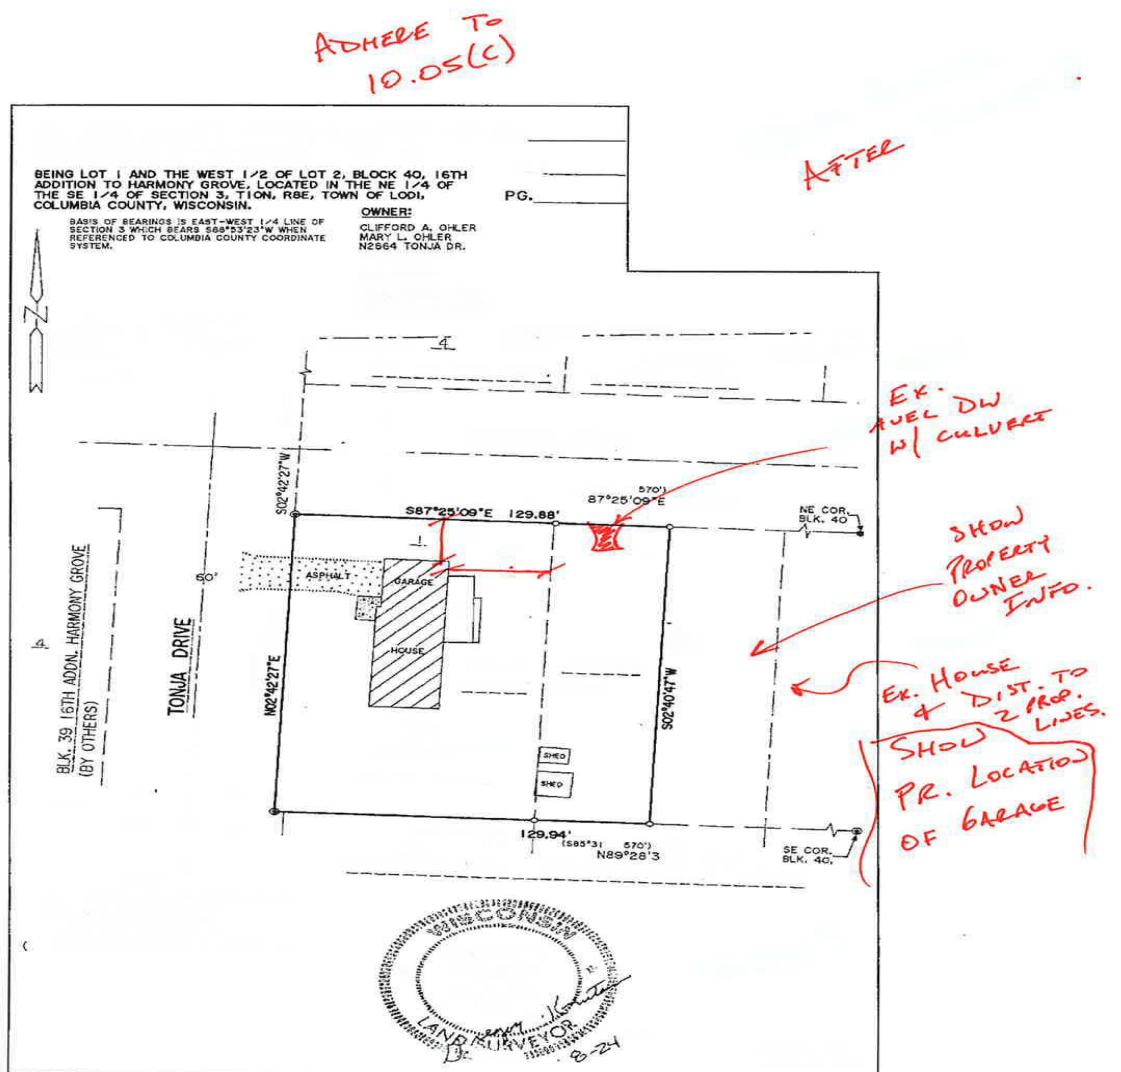 ADHERE TO
10.05(C)
AFTER
BEING LOT 1 AND THE WEST 1/2 OF LOT 2, BLOCK 40, 16TH
ADDITION TO HARMONY GROVE, LOCATED IN THE NE 1/4 OF
THE SE 1/4 OF SECTION 3, T10N, R8E, TOWN OF LODI,
COLUMBIA COUNTY, WISCONSIN.
PG.
BASIS OF BEARINGS IS EAST-WEST 1/4 LINE OF
SECTION 3 WHICH BEARS S88°53'23"W WHEN
REFERENCED TO COLUMBIA COUNTY COORDINATE
SYSTEM.
OWNER:
CLIFFORD A. OHLER
MARY L. OHLER
N2664 TONJA DR.
N
4
EX.
AVEL DW
W/ CULVERT
S02°42'27"W
570')
87°25'09"E
S87°25'09"E 129.88'
NE COR.
BLK. 40
SHOW
PROPERTY
OWNER
INFO.
1
60'
ASPHALT
GARAGE
HOUSE
4
BLK. 39 16TH ADDN. HARMONY GROVE
(BY OTHERS)
TONJA DRIVE
N02°42'27"E
S02°40'47"W
EX. HOUSE
& DIST. TO
2 PROP.
LINES.
SHOW
PR. LOCATION
OF GARAGE
SHED
SHED
129.94'
(S85°31 570')
N89°28'3
SE COR.
BLK. 40.
WISCONSIN
LAND SURVEYOR
8-24